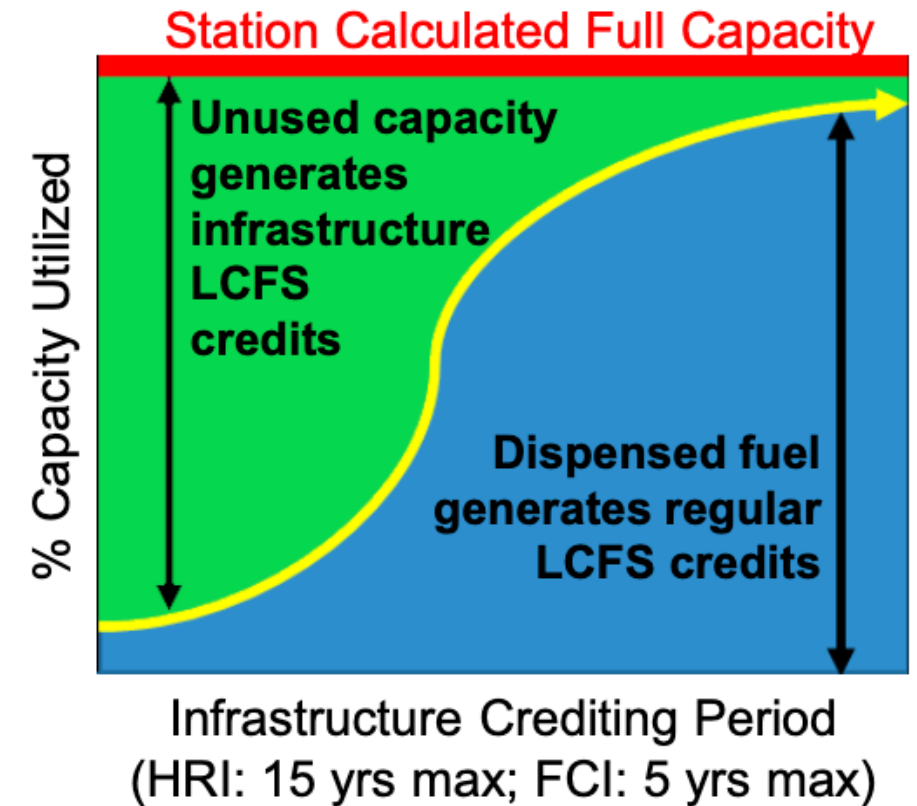 Station Calculated Full Capacity
Unused capacity
generates
infrastructure
LCFS
credits
% Capacity Utilized
Dispensed fuel
generates regular
LCFS credits
Infrastructure Crediting Period
(HRI: 15 yrs max; FCI: 5 yrs max)